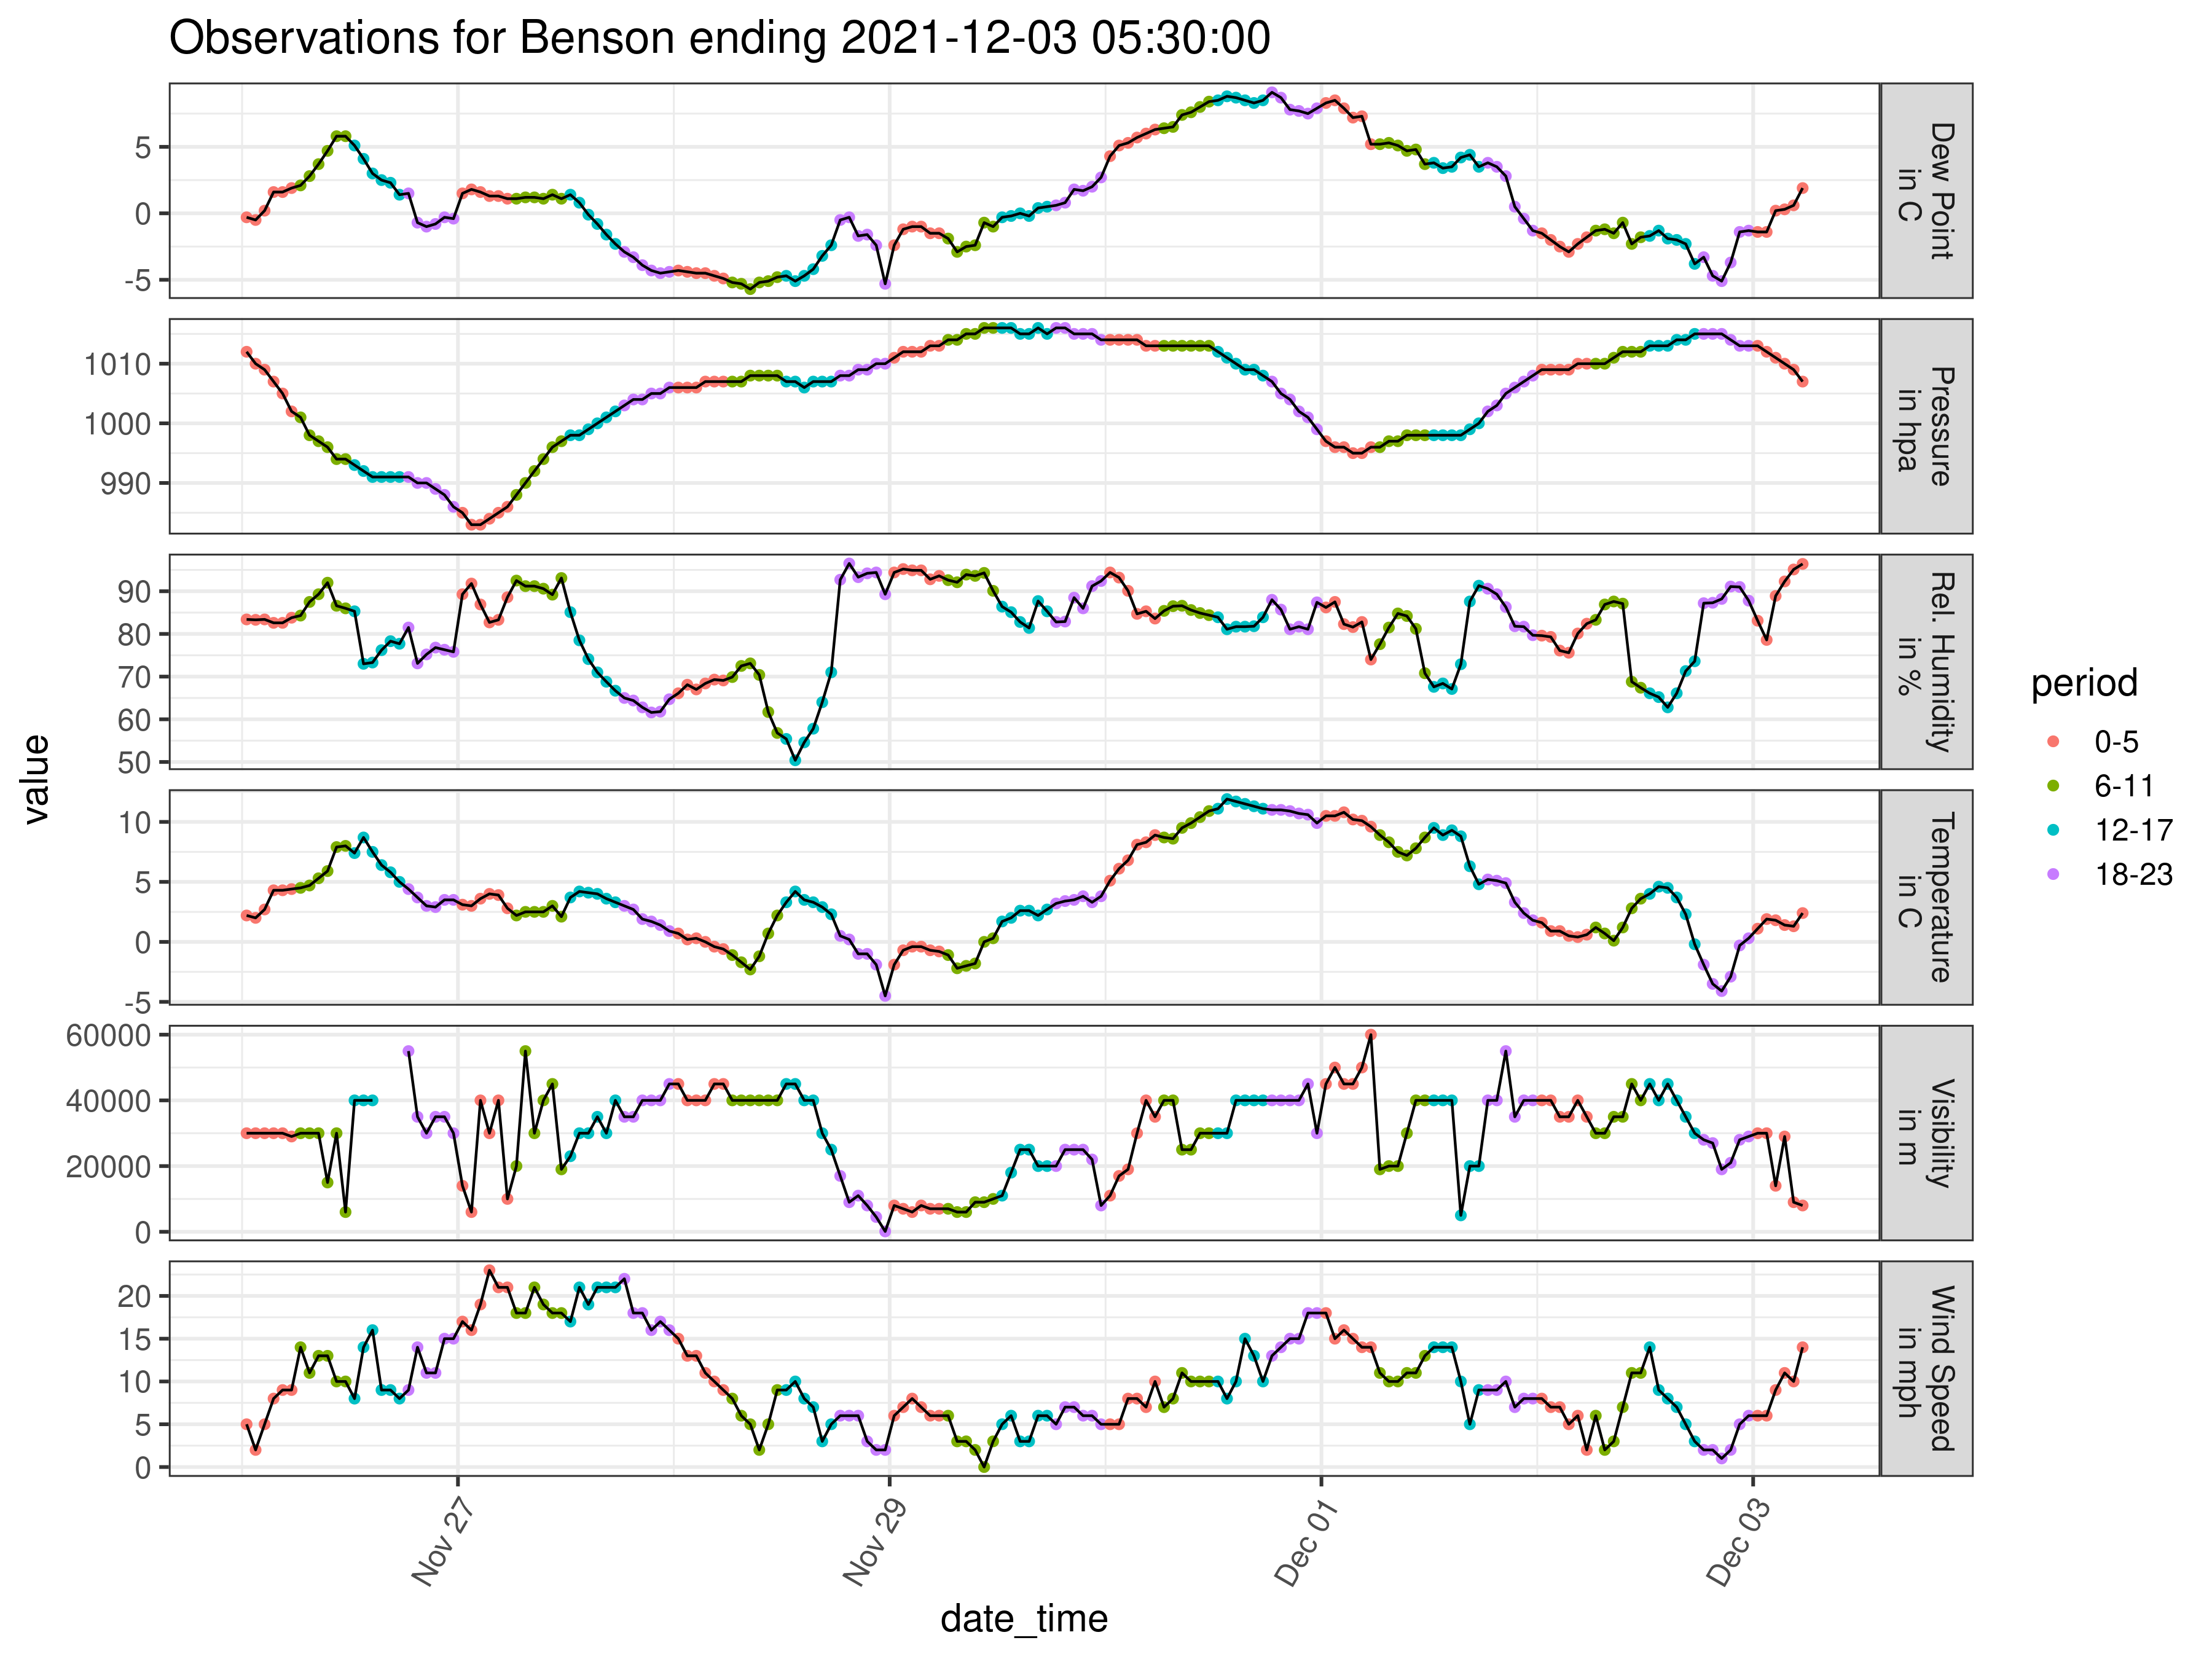 Observations for Benson ending 2021-12-03 05:30:00
value
5
0
-5
Dew Point
in C
1010
1000
990
Pressure
in hpa
90
80
70
60
50
Rel. Humidity
in %
10
5
0
-5
Temperature
in C
60000
40000
20000
0
Visibility
in m
20
15
10
5
0
Wind Speed
in mph
Nov 27
Nov 29
Dec 01
Dec 03
date_time
period
0-5
6-11
12-17
18-23